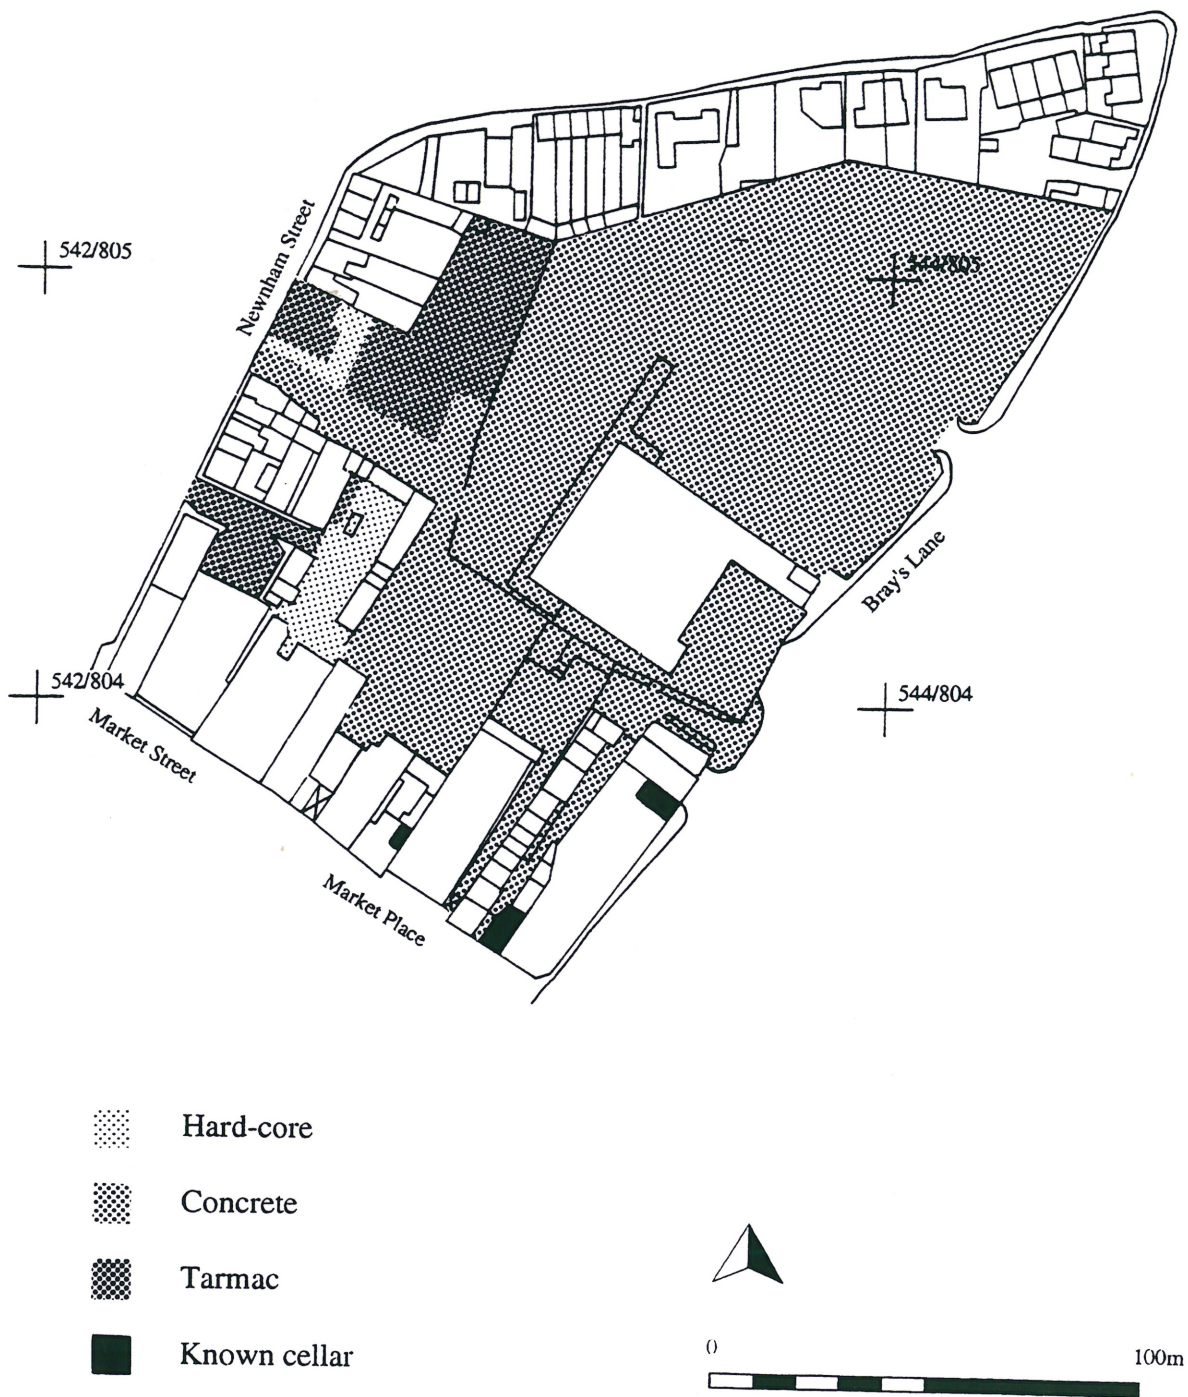 542/805
544/805
Newnham Street
Bray's Lane
542/804
544/804
Market Street
Market Place
Hard-core
Concrete
Tarmac
Known cellar
0
100m